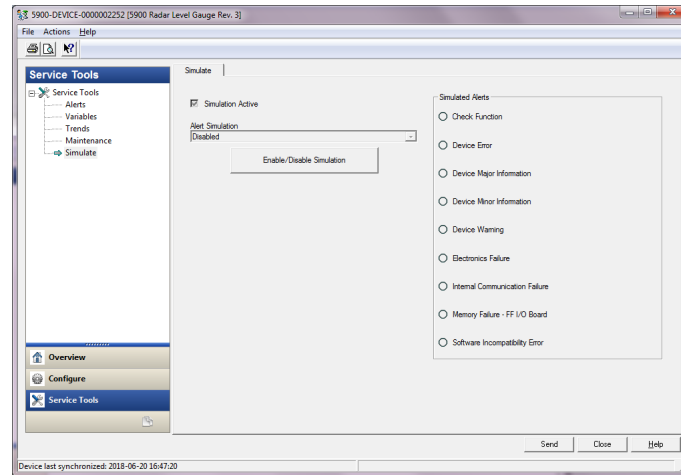 5900-DEVICE-0000002252 [5900 Radar Level Gauge Rev. 3]
File Actions Help
Service Tools
Service Tools
Alerts
Variables
Trends
Maintenance
Simulate
Overview
Configure
Service Tools
Simulate
Simulation Active
Alert Simulation
Disabled
Enable/Disable Simulation
Simulated Alerts
Check Function
Device Error
Device Major Information
Device Minor Information
Device Warning
Electronics Failure
Internal Communication Failure
Memory Failure - FF I/O Board
Software Incompatibility Error
Send Close Help
Device last synchronized: 2018-06-20 16:47:20